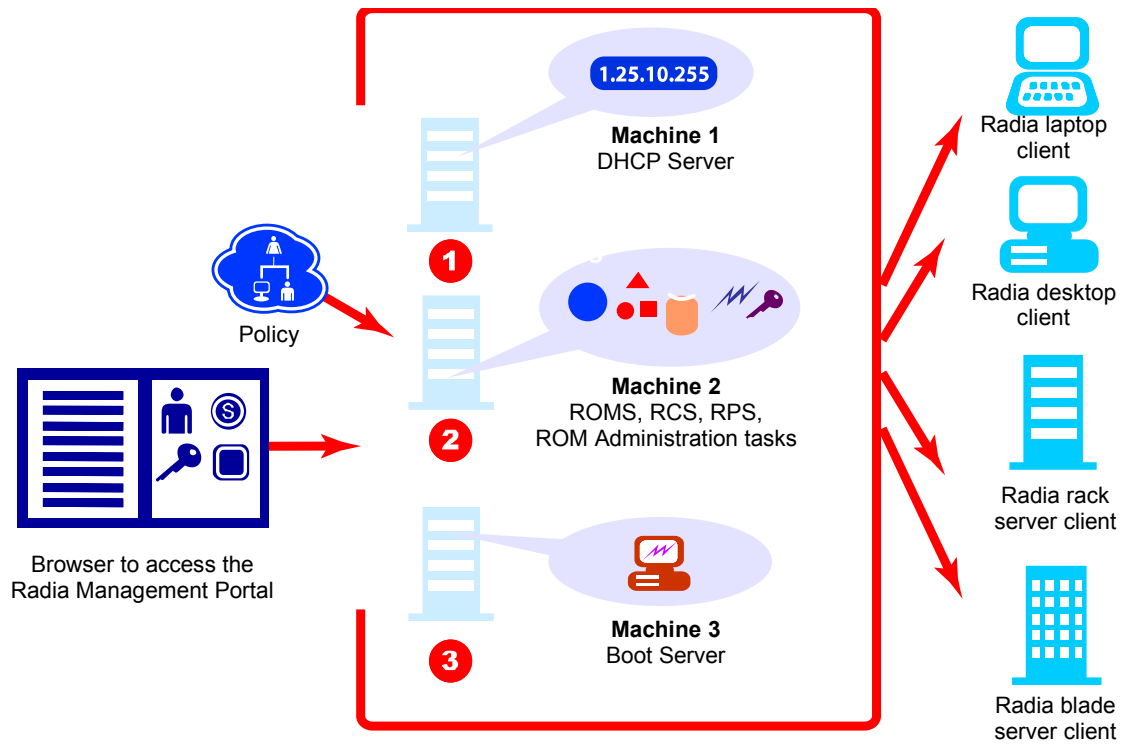 1.25.10.255
Machine 1
DHCP Server
1
Policy
Machine 2
ROMS, RCS, RPS,
ROM Administration tasks
2
S
Browser to access the
Radia Management Portal
Machine 3
Boot Server
3
Radia laptop
client
Radia desktop
client
Radia rack
server client
Radia blade
server client